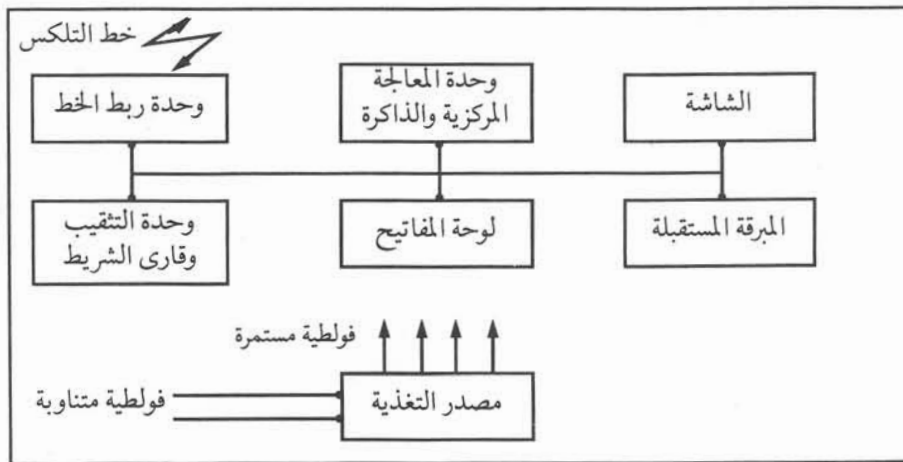 خط التلكس
الشاشة
وحدة المعالجة
المركزية والذاكرة
وحدة ربط الخط
المبرقة المستقبلة
لوحة المفاتيح
وحدة التثقيب
وقارى الشريط
فولطية مستمرة
مصدر التغذية
فولطية متناوبة